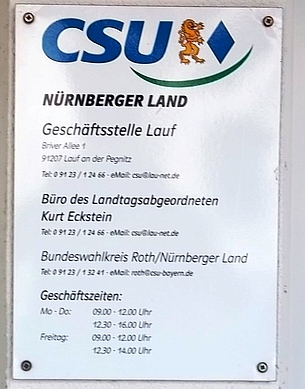 CSU
NÜRNBERGER LAND
Geschäftsstelle Lauf
Briver Allee 1
91207 Lauf an der Pegnitz
Tel: 0 91 23 / 1 24 66 · eMail: csu@lau-net.de
Büro des Landtagsabgeordneten
Kurt Eckstein
Tel: 0 91 23 / 1 24 66 · eMail: csu@lau-net.de
Bundeswahlkreis Roth/Nürnberger Land
Tel: 0 91 23 / 1 32 41 · eMail: roth@csu-bayern.de
Geschäftszeiten:
Mo - Do: 09.00 - 12.00 Uhr
12.30 - 16.00 Uhr
Freitag: 09.00 - 12.00 Uhr
12.30 - 14.00 Uhr